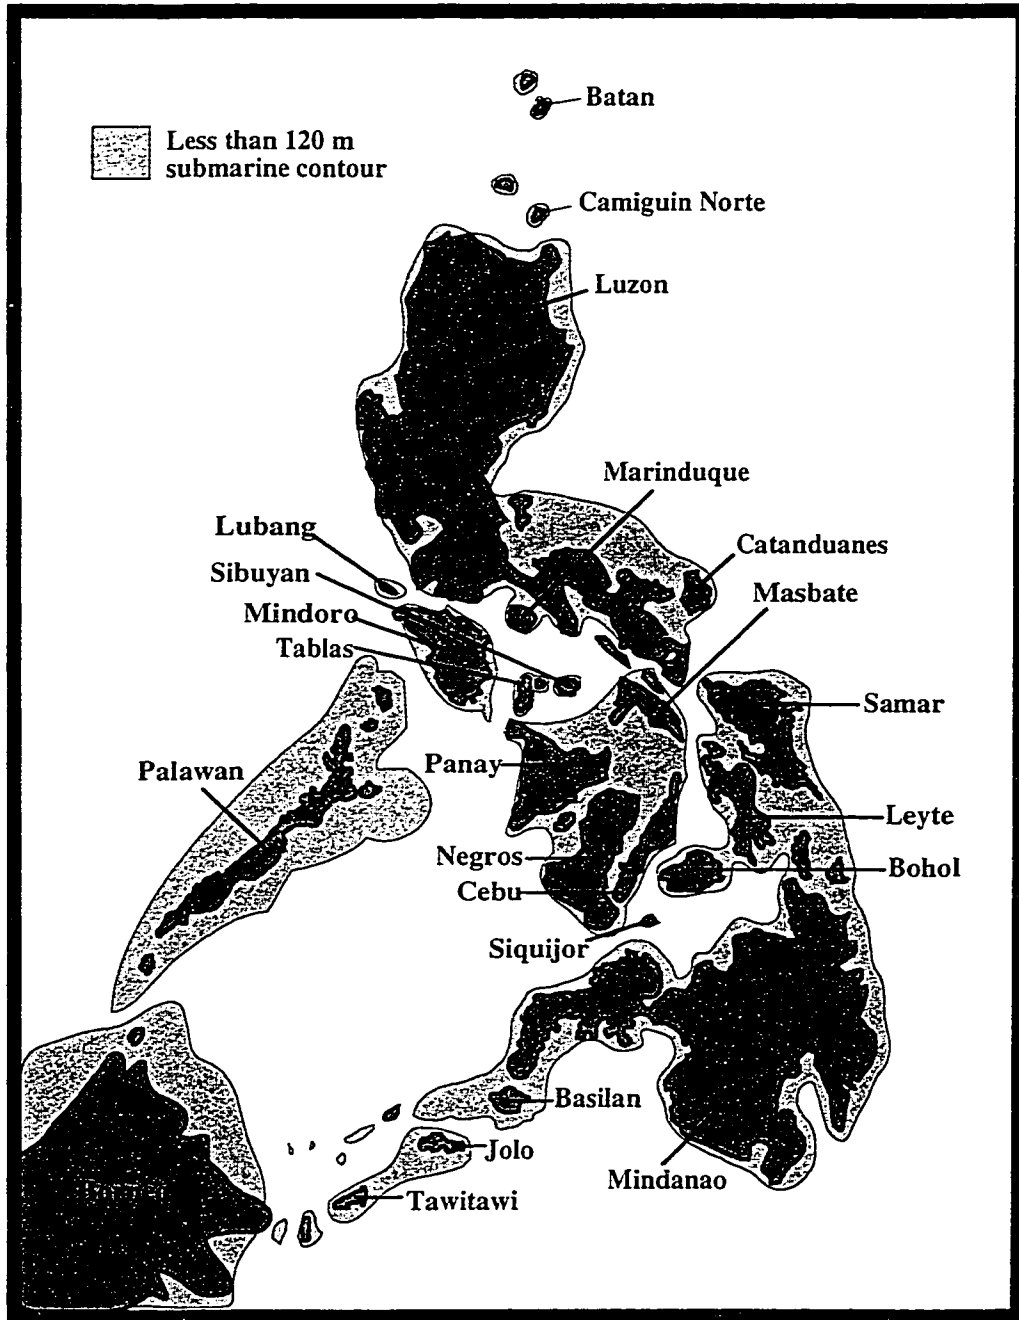 Batan
Less than 120 m
submarine contour
Camiguin Norte
Luzon
Marinduque
Lubang
Catanduanes
Sibuyan
Masbate
Mindoro
Tablas
Samar
Panay
Palawan
Leyte
Negros
Bohol
Cebu
Siquijor
Basilan
Jolo
Mindanao
Tawitawi